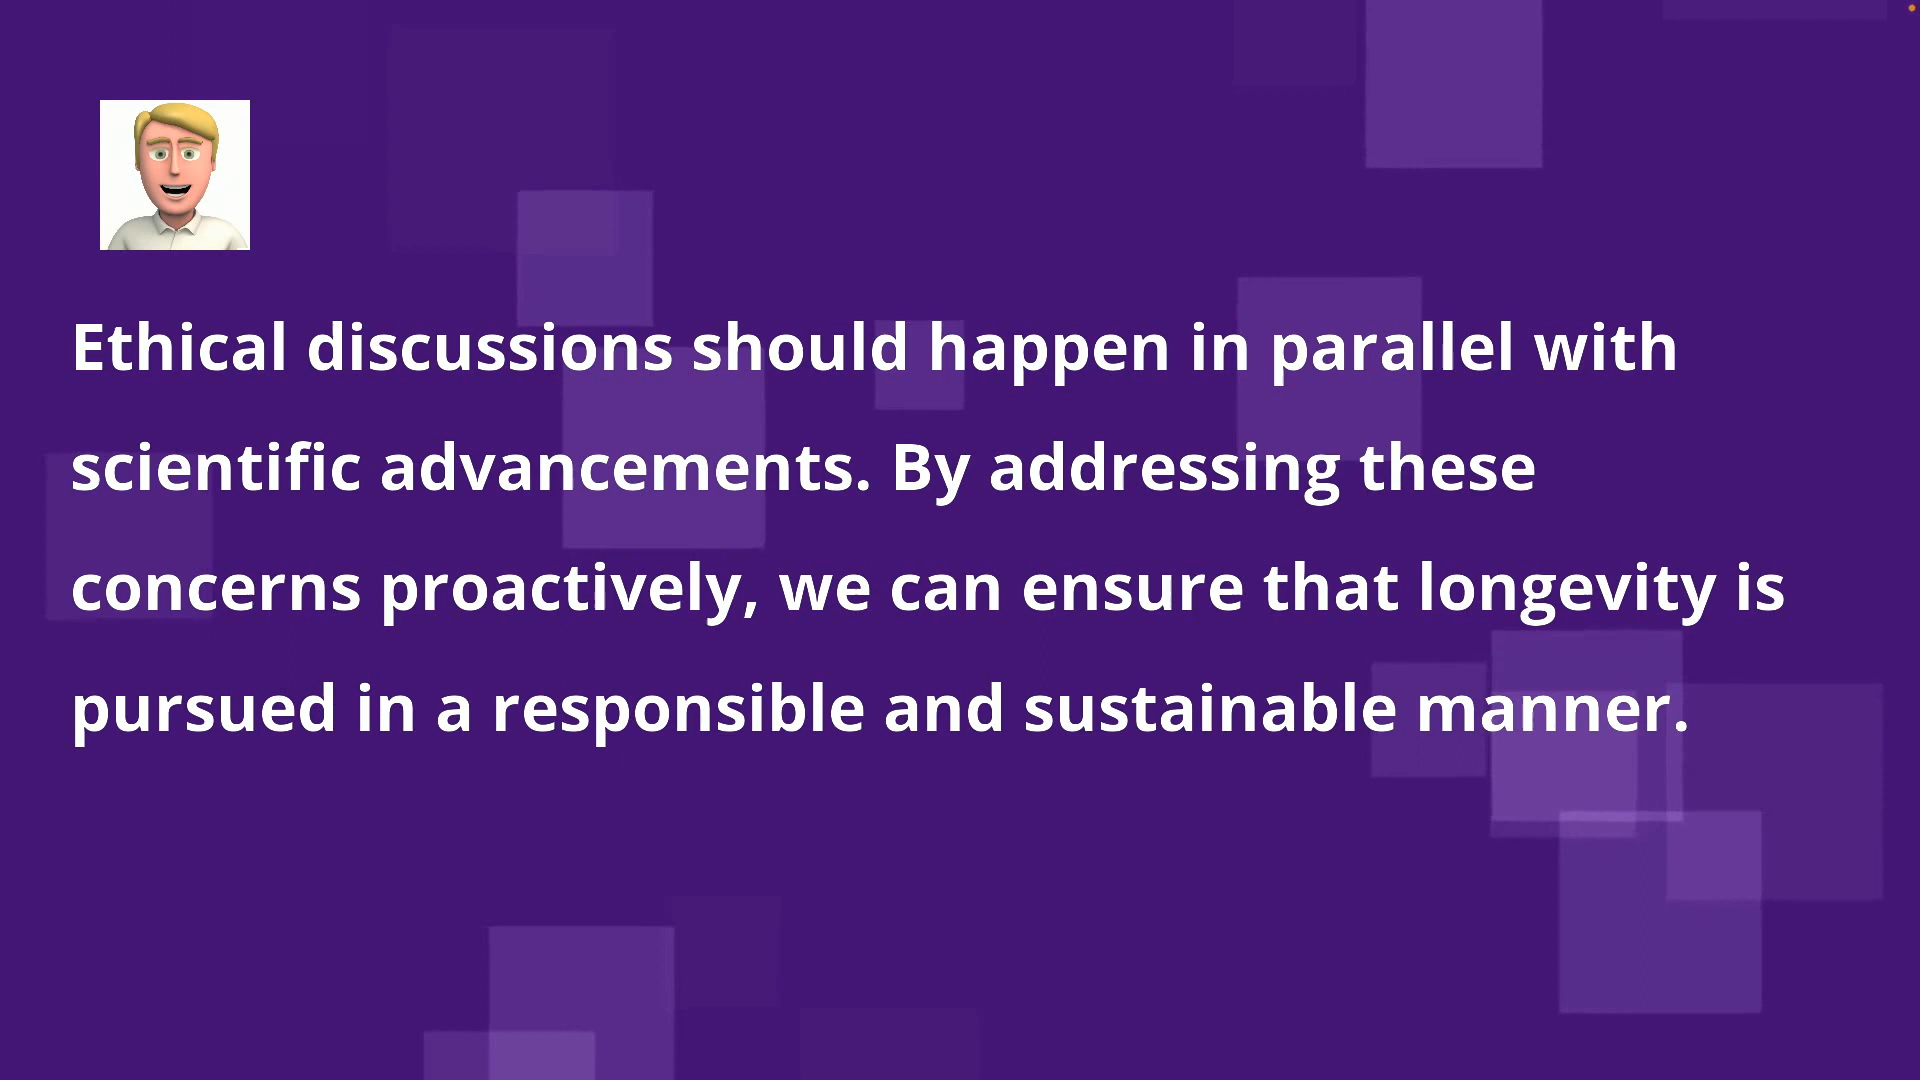 Ethical discussions should happen in parallel with
scientific advancements. By addressing these
concerns proactively, we can ensure that longevity is
pursued in a responsible and sustainable manner.